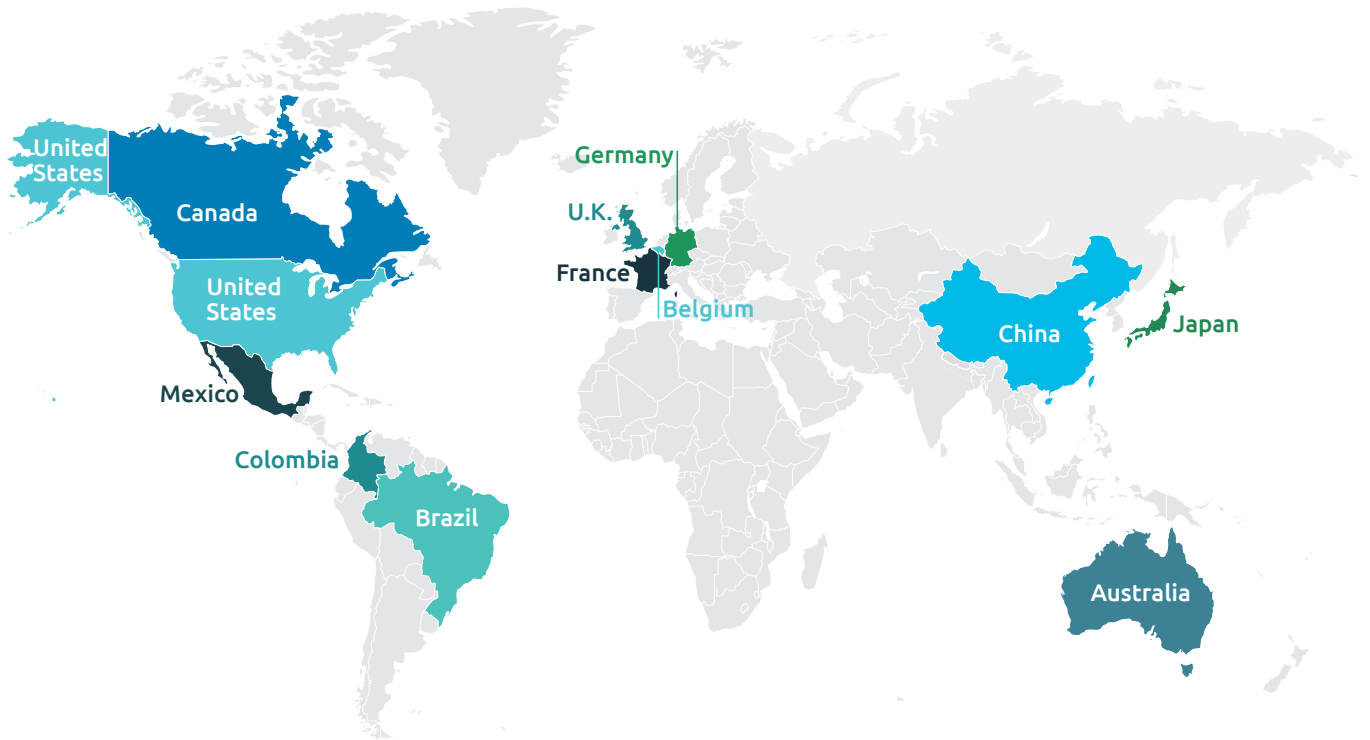 United
States
Canada
Germany
U.K.
France
Belgium
United
States
China
Japan
Mexico
Colombia
Brazil
Australia